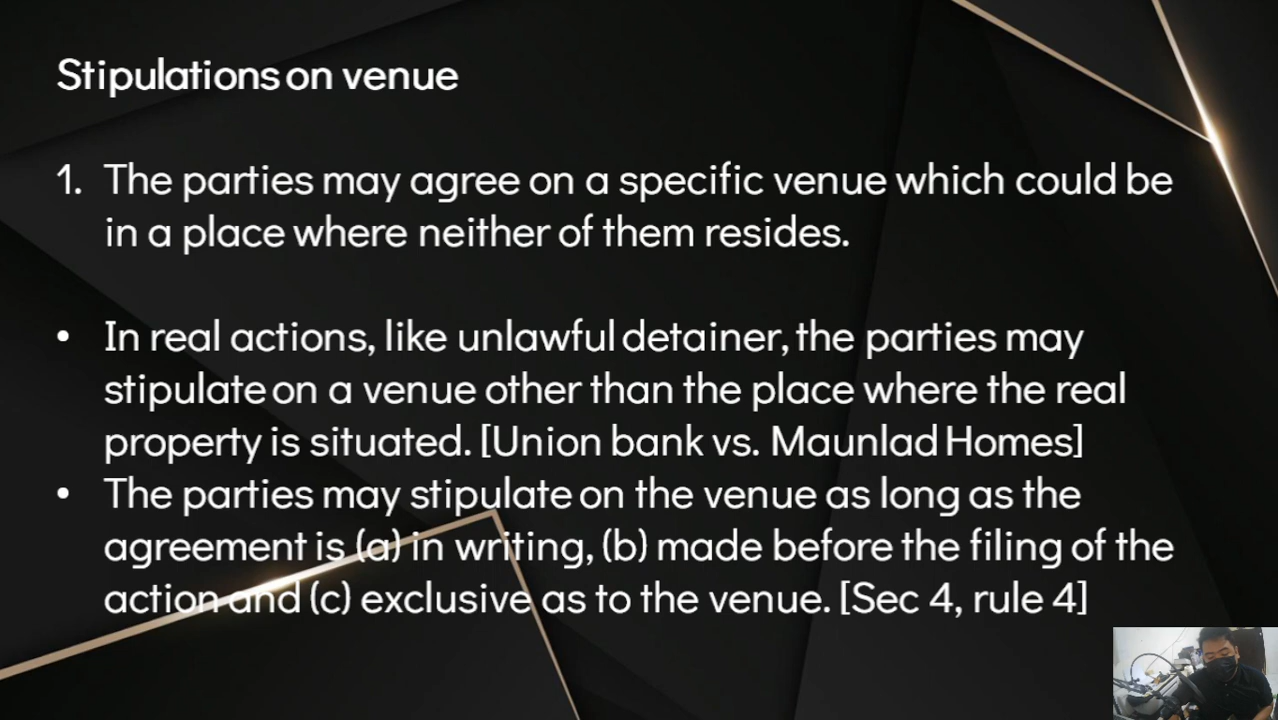 Stipulations on venue
1. The parties may agree on a specific venue which could be
in a place where neither of them resides.
• In real actions, like unlawful detainer, the parties may
stipulate on a venue other than the place where the real
property is situated. [Union bank vs. Maunlad Homes]
• The parties may stipulate on the venue as long as the
agreement is (a) in writing, (b) made before the filing of the
action and (c) exclusive as to the venue. [Sec 4, rule 4]